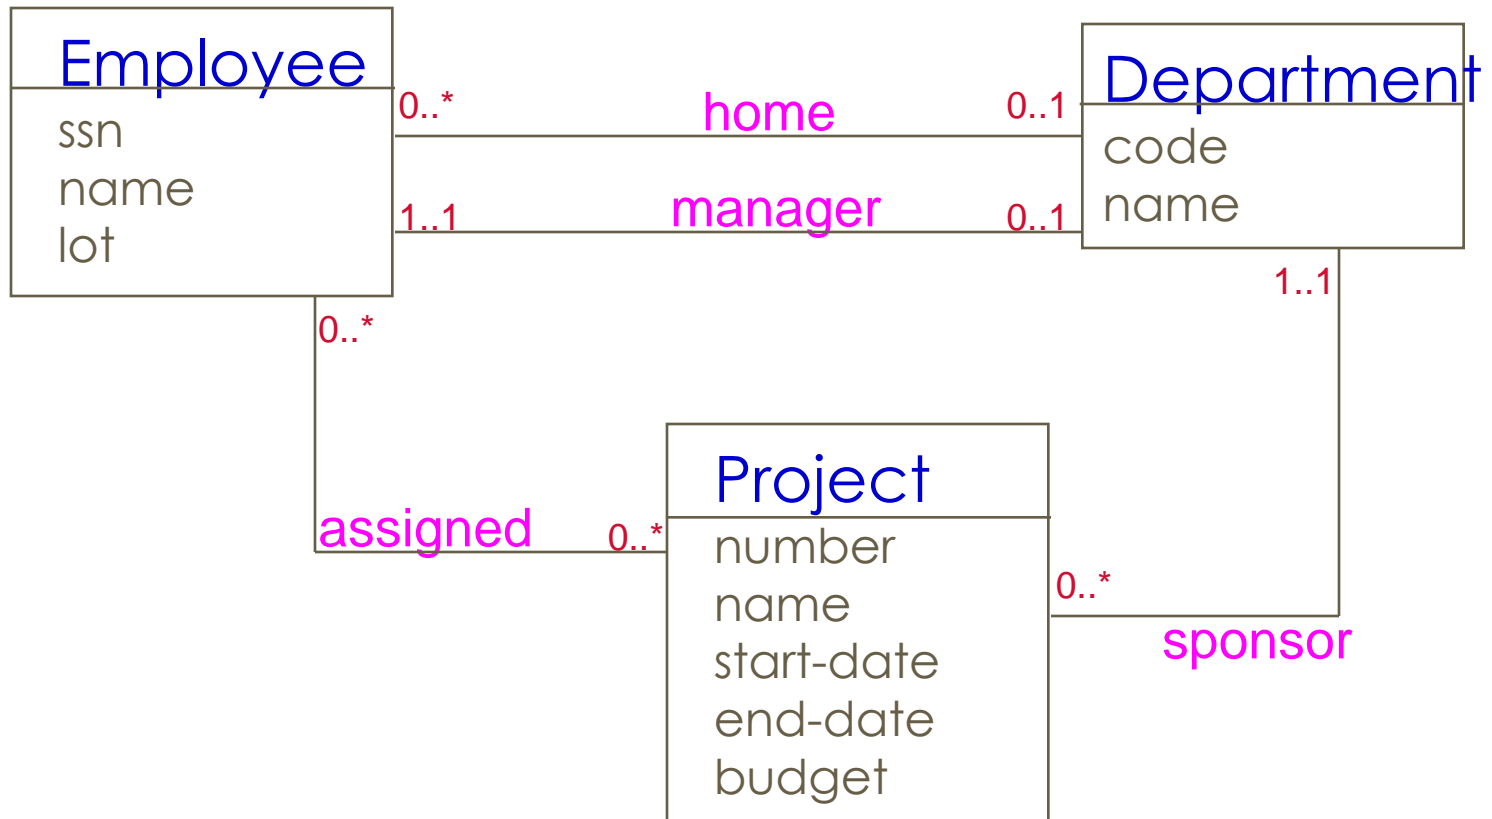 Employee
ssn
name
lot
0..*
home
0..1
1..1
manager
0..1
Department
code
name
1..1
0..*
assigned
0..*
Project
number
name
start-date
end-date
budget
0..*
sponsor